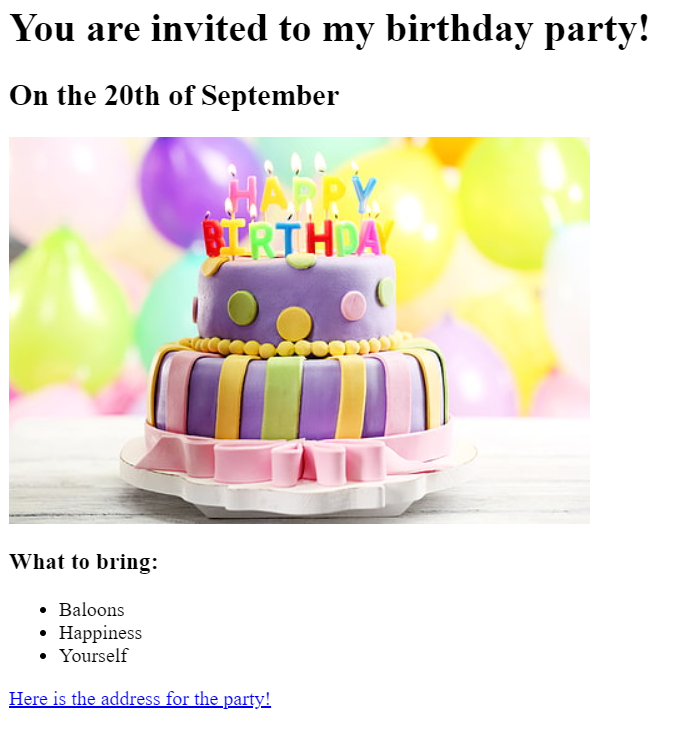 You are invited to my birthday party!
On the 20th of September
HAPPY
BIRTHDAY
What to bring:
Baloons
Happiness
Yourself
Here is the address for the party!